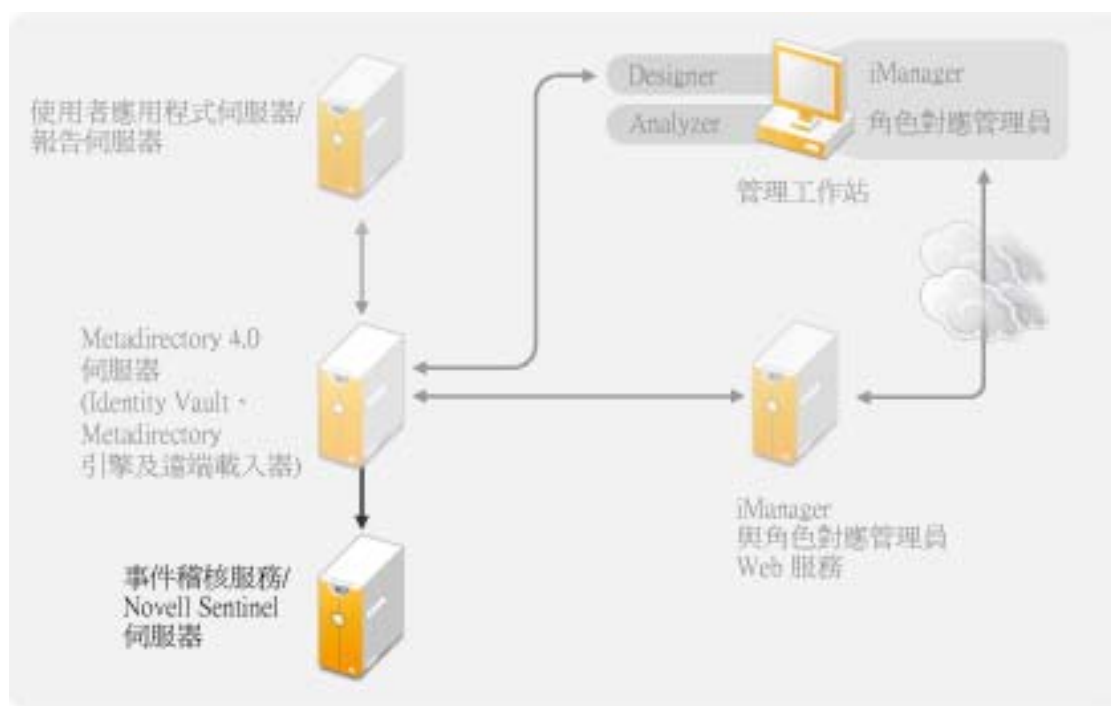 使用者應用程式伺服器/
報告伺服器
Designer
Analyzer
iManager
角色對應管理員
管理工作站
Metadirectory 4.0
伺服器
(Identity Vault、
Metadirectory
引擎及遠端載入器)
iManager
與角色對應管理員
Web 服務
事件稽核服務/
Novell Sentinel
伺服器